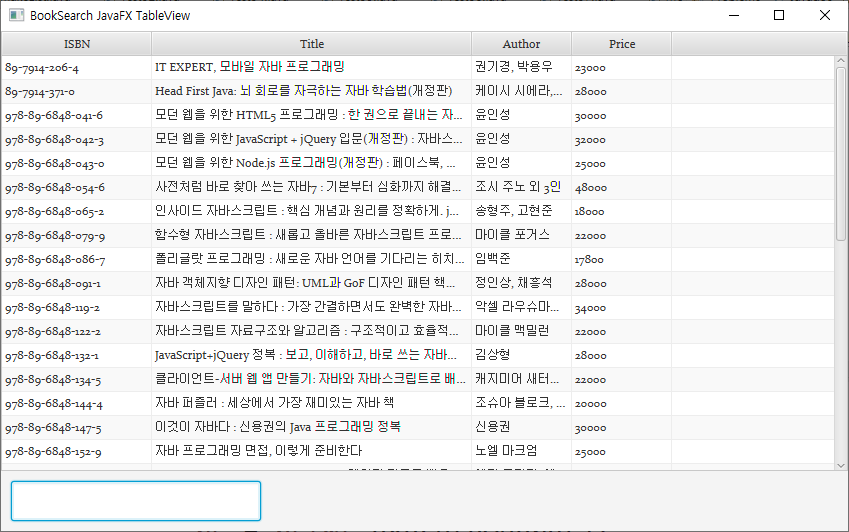 BookSearch JavaFX TableView
ISBN Title Author Price
89-7914-206-4 IT EXPERT, 모바일 자바 프로그래밍 권기경, 박용우 23000
89-7914-371-0 Head First Java: 뇌 회로를 자극하는 자바 학습법(개정판) 케이시 시에라,... 28000
978-89-6848-041-6 모던 웹을 위한 HTML5 프로그래밍 : 한 권으로 끝내는 자... 윤인성 30000
978-89-6848-042-3 모던 웹을 위한 JavaScript + jQuery 입문(개정판) : 자바스... 윤인성 32000
978-89-6848-043-0 모던 웹을 위한 Node.js 프로그래밍(개정판) : 페이스북, ... 윤인성 25000
978-89-6848-054-6 사전처럼 바로 찾아 쓰는 자바7 : 기본부터 심화까지 해결... 조시 주노 외 3인 48000
978-89-6848-065-2 인사이드 자바스크립트 : 핵심 개념과 원리를 정확하게. j... 송형주, 고현준 18000
978-89-6848-079-9 함수형 자바스크립트 : 새롭고 올바른 자바스크립트 프로... 마이클 포거스 22000
978-89-6848-086-7 폴리글랏 프로그래밍 : 새로운 자바 언어를 기다리는 히치... 임백준 17800
978-89-6848-091-1 자바 객체지향 디자인 패턴: UML과 GoF 디자인 패턴 핵... 정인상, 채흥석 28000
978-89-6848-119-2 자바스크립트를 말하다 : 가장 간결하면서도 완벽한 자바... 악셀 라우슈마... 34000
978-89-6848-122-2 자바스크립트 자료구조와 알고리즘 : 구조적이고 효율적... 마이클 맥밀런 22000
978-89-6848-132-1 JavaScript+jQuery 정복 : 보고, 이해하고, 바로 쓰는 자바... 김상형 28000
978-89-6848-134-5 클라이언트-서버 웹 앱 만들기: 자바와 자바스크립트로 배... 캐지미어 새터... 22000
978-89-6848-144-4 자바 퍼즐러 : 세상에서 가장 재미있는 자바 책 조슈아 블로크, ... 20000
978-89-6848-147-5 이것이 자바다 : 신용권의 Java 프로그래밍 정복 신용권 30000
978-89-6848-152-9 자바 프로그래밍 면접, 이렇게 준비한다 노엘 마크엄 25000